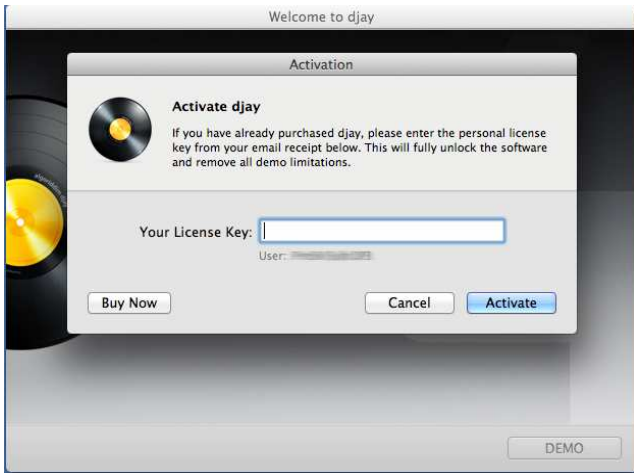 Welcome to djay
Activation
Activate djay
If you have already purchased djay, please enter the personal license
key from your email receipt below. This will fully unlock the software
and remove all demo limitations.
algoriddim djay
Your License Key:
User:
Buy Now
Cancel
Activate
DEMO